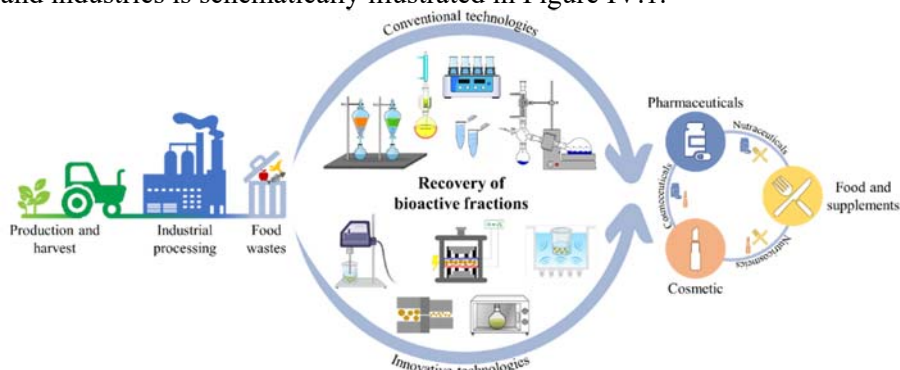 and industries is schematically illustrated in Figure IV.1.
Conventional technologies
Pharmaceuticals
Nutraceuticals
Recovery of
bioactive fractions
Cosmeceuticals
Food and
supplements
Production and
harvest
Industrial
processing
Food
wastes
Nutricosmetics
Cosmetic
Innovative technologies